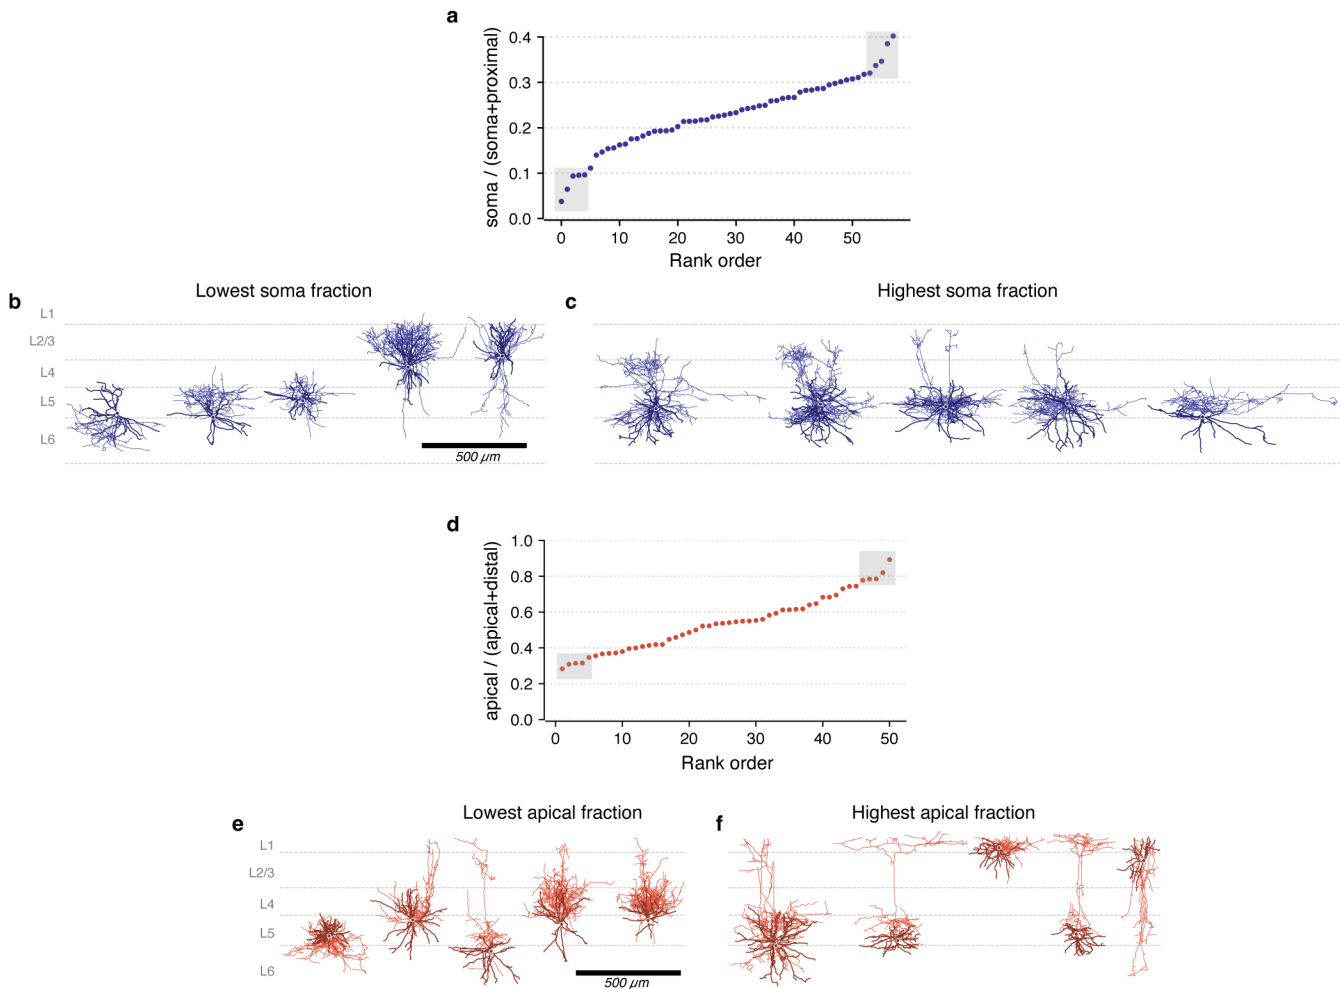 a
soma / (soma+proximal)
0.4
0.3
0.2
0.1
0.0
0 10 20 30 40 50
Rank order
b
Lowest soma fraction
c
Highest soma fraction
L1
L2/3
L4
L5
L6
500 µm
d
apical / (apical+distal)
1.0
0.8
0.6
0.4
0.2
0.0
0 10 20 30 40 50
Rank order
e
Lowest apical fraction
f
Highest apical fraction
L1
L2/3
L4
L5
L6
500 µm